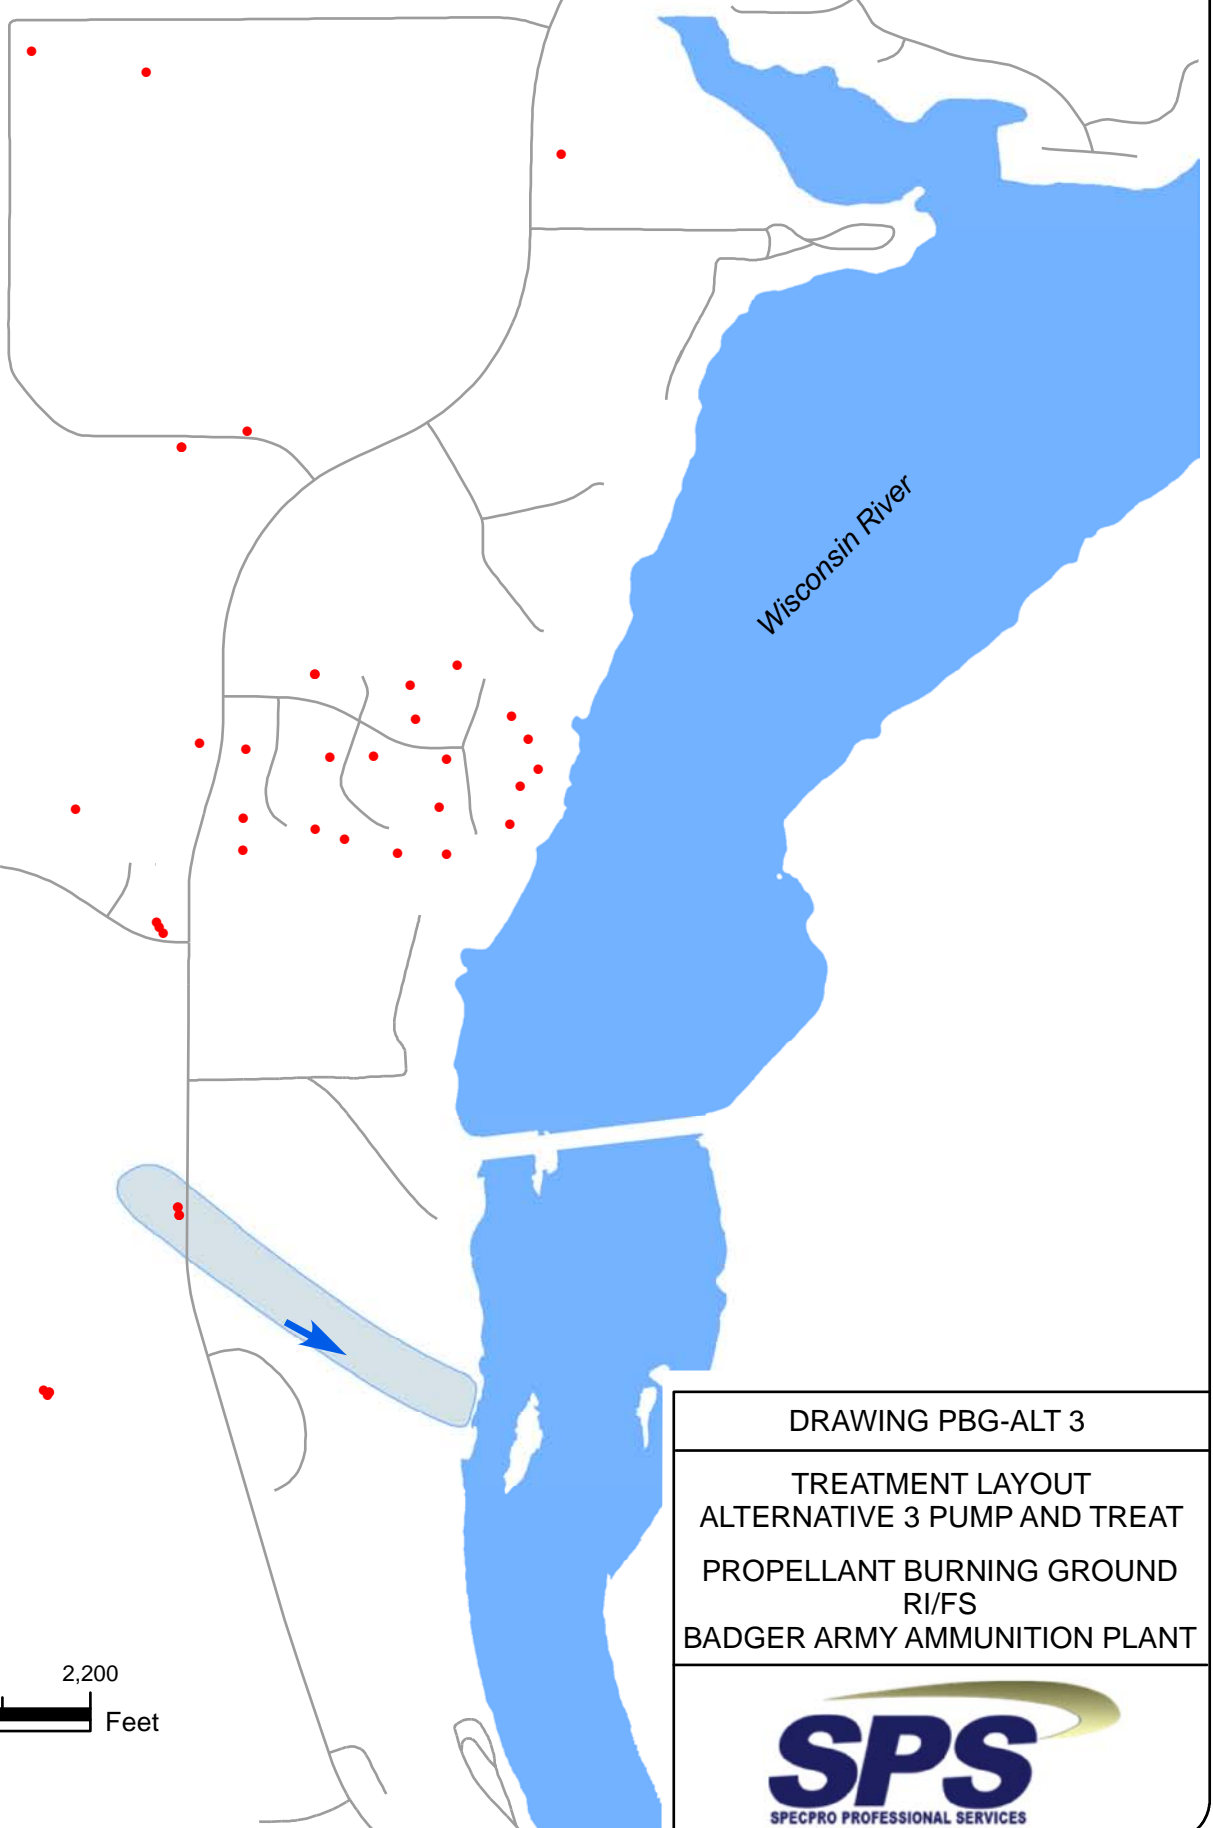 Wisconsin River
DRAWING PBG-ALT 3
TREATMENT LAYOUT
ALTERNATIVE 3 PUMP AND TREAT
PROPELLANT BURNING GROUND
RI/FS
BADGER ARMY AMMUNITION PLANT
2,200
Feet
SPS
SPECPRO PROFESSIONAL SERVICES